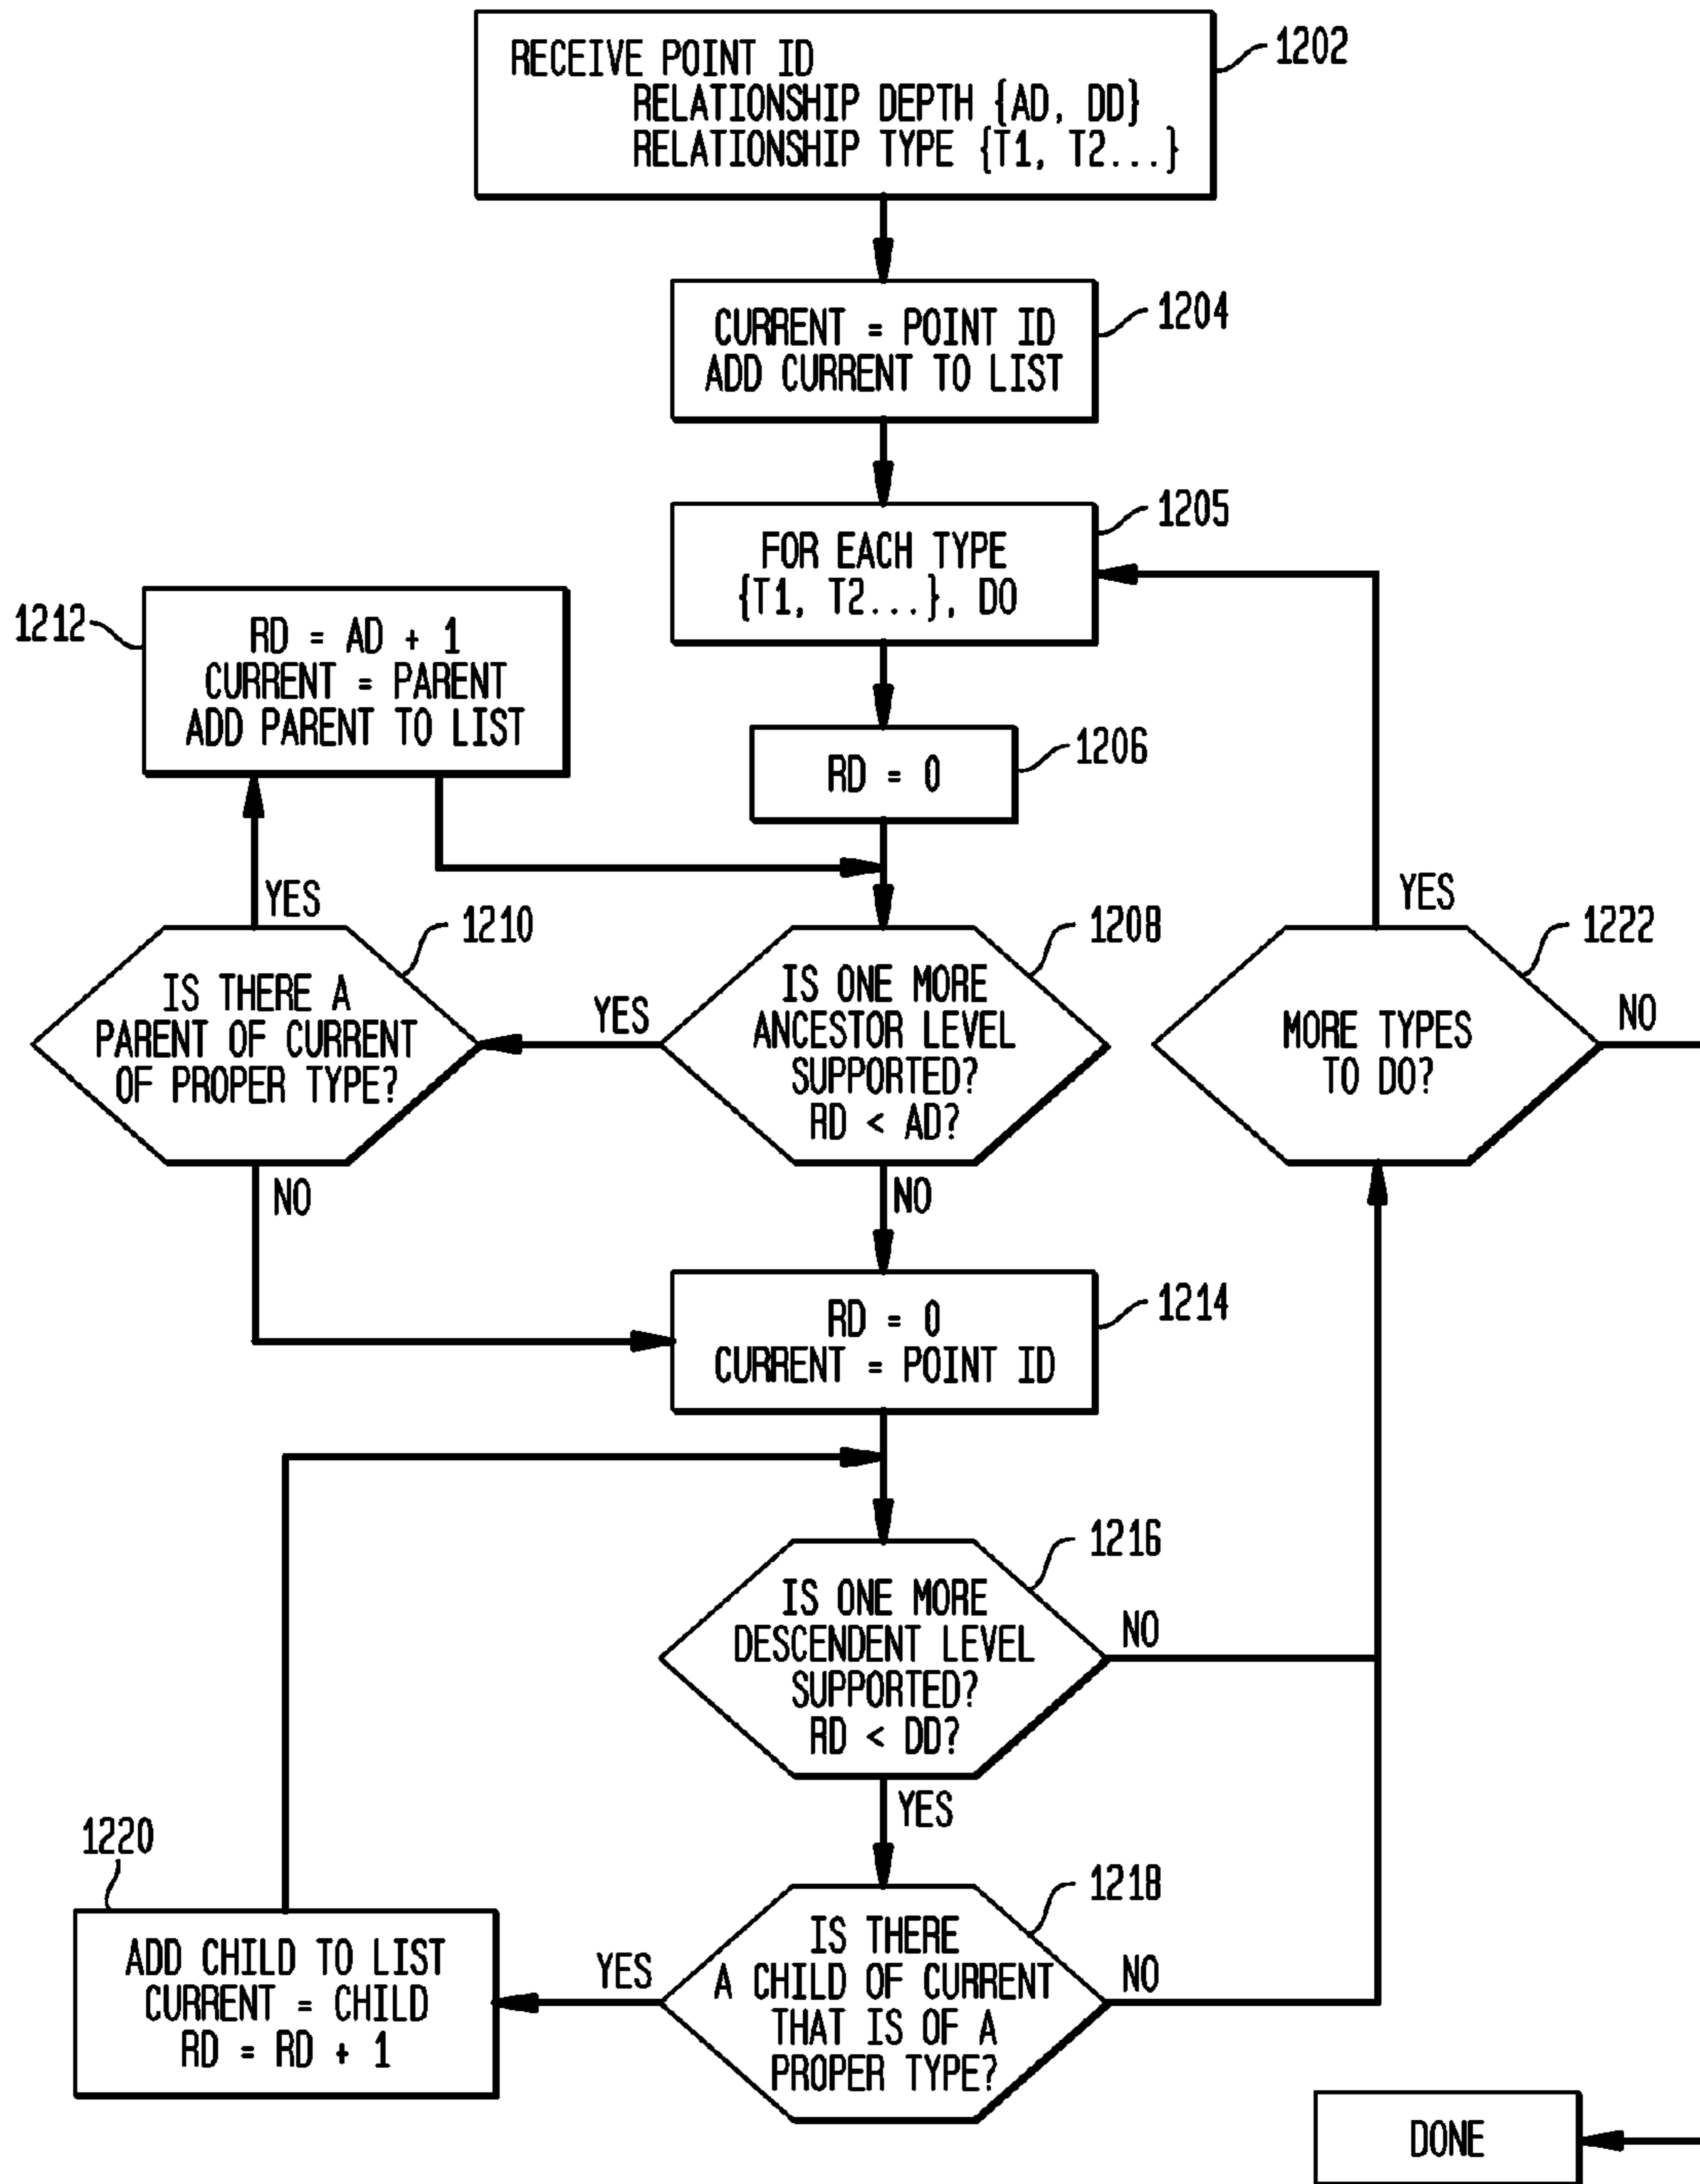 RECEIVE POINT ID
RELATIONSHIP DEPTH {AD, DD}
RELATIONSHIP TYPE {T1, T2...}
1202
CURRENT = POINT ID
ADD CURRENT TO LIST
1204
FOR EACH TYPE
{T1, T2...}, DO
1205
RD = 0
1206
1212
RD = AD + 1
CURRENT = PARENT
ADD PARENT TO LIST
YES
1210
IS THERE A
PARENT OF CURRENT
OF PROPER TYPE?
NO
YES
1208
IS ONE MORE
ANCESTOR LEVEL
SUPPORTED?
RD < AD?
NO
YES
1222
MORE TYPES
TO DO?
NO
RD = 0
CURRENT = POINT ID
1214
1216
IS ONE MORE
DESCENDENT LEVEL
SUPPORTED?
RD < DD?
NO
YES
1218
IS THERE
A CHILD OF CURRENT
THAT IS OF A
PROPER TYPE?
NO
YES
1220
ADD CHILD TO LIST
CURRENT = CHILD
RD = RD + 1
DONE